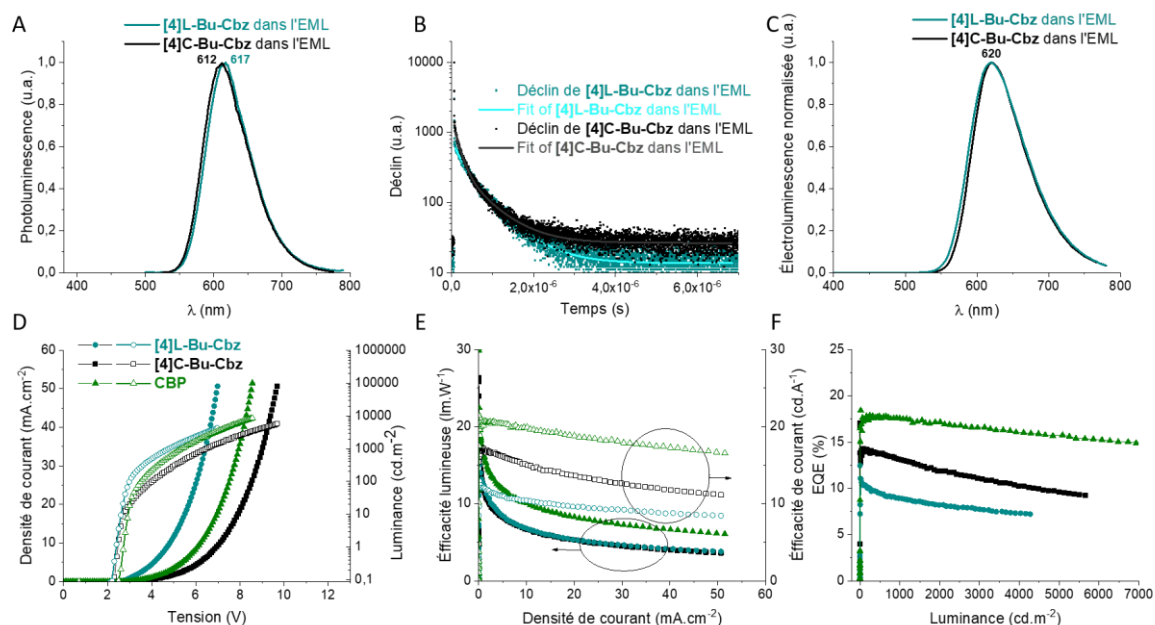 A
[4]L-Bu-Cbz dans l'EML
[4]C-Bu-Cbz dans l'EML
612 617
Photoluminescence (u.a.)
1,0
0,8
0,6
0,4
0,2
0,0
400 500 600 700 800
λ (nm)
B
Déclin de [4]L-Bu-Cbz dans l'EML
Fit of [4]L-Bu-Cbz dans l'EML
Déclin de [4]C-Bu-Cbz dans l'EML
Fit of [4]C-Bu-Cbz dans l'EML
Déclin (u.a.)
10000
1000
100
10
0,0 2,0x10⁻⁶ 4,0x10⁻⁶ 6,0x10⁻⁶
Temps (s)
C
[4]L-Bu-Cbz dans l'EML
[4]C-Bu-Cbz dans l'EML
620
Électroluminescence normalisée (u.a.)
1,0
0,8
0,6
0,4
0,2
0,0
400 500 600 700 800
λ (nm)
D
[4]L-Bu-Cbz
[4]C-Bu-Cbz
CBP
Densité de courant (mA.cm⁻²)
60
50
40
30
20
10
0
0 2 4 6 8 10 12
Tension (V)
1000000
100000
10000
1000
100
10
1
0,1
Luminance (cd.m⁻²)
E
Éfficacité lumineuse (lm.W⁻¹)
30
20
10
0
0 10 20 30 40 50 60
Densité de courant (mA.cm⁻²)
30
20
10
0
Éfficacité de courant (cd.A⁻¹)
F
EQE (%)
25
20
15
10
5
0
0 1000 2000 3000 4000 5000 6000 7000
Luminance (cd.m⁻²)